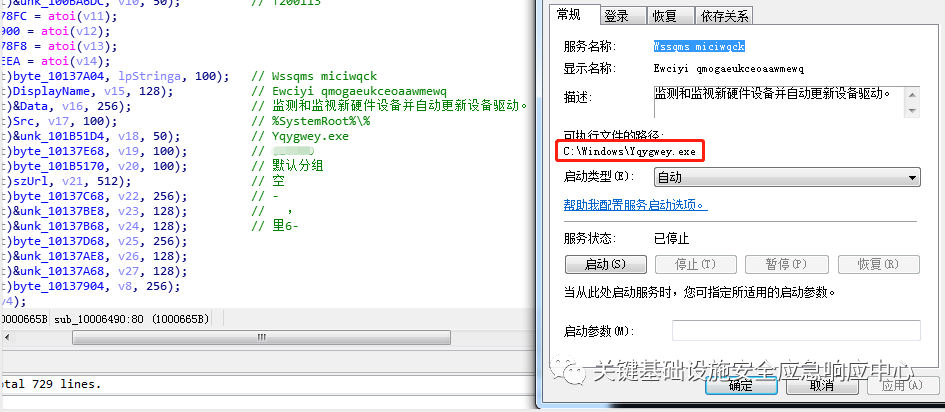 )&unk_100BA6DC, v10, 50); // T200113
78FC = atoi(v11);
900 = atoi(v12);
78F8 = atoi(v13);
EEA = atoi(v14);
t)byte_10137A04, lpStringa, 100); // Wssqms miciwqck
t)DisplayName, v15, 128); // Ewciyi qmogaeukceoaawmewq
t)&Data, v16, 256); // 监测和监视新硬件设备并自动更新设备驱动。
t)Src, v17, 100); // %SystemRoot%\%
t)&unk_101B51D4, v18, 50); // Yqygwey.exe
t)byte_10137E68, v19, 100); //
t)byte_101B5170, v20, 100); // 默认分组
t)szUrl, v21, 512); // 空
t)byte_10137C68, v22, 256); // -
t)&unk_10137BE8, v23, 128); // ,
t)&unk_10137B68, v24, 128); // 里6-
t)byte_10137D68, v25, 256);
t)&unk_10137AE8, v26, 128);
t)&unk_10137A68, v27, 128);
t)byte_10137904, v8, 256);
v4);
0000665B sub_10006490:80 (1000665B)
otal 729 lines.
常规 登录 恢复 依存关系
服务名称: Wssqms miciwqck
显示名称: Ewciyi qmogaeukceoaawmewq
描述: 监测和监视新硬件设备并自动更新设备驱动。
可执行文件的路径:
C:\Windows\Yqygwey.exe
启动类型(E): 自动
帮助我配置服务启动选项。
服务状态: 已停止
启动(S) 停止(T) 暂停(P) 恢复(R)
当从此处启动服务时，您可指定所适用的启动参数。
启动参数(M):
关键基础设施安全应急响应中心
确定 取消 应用(A)